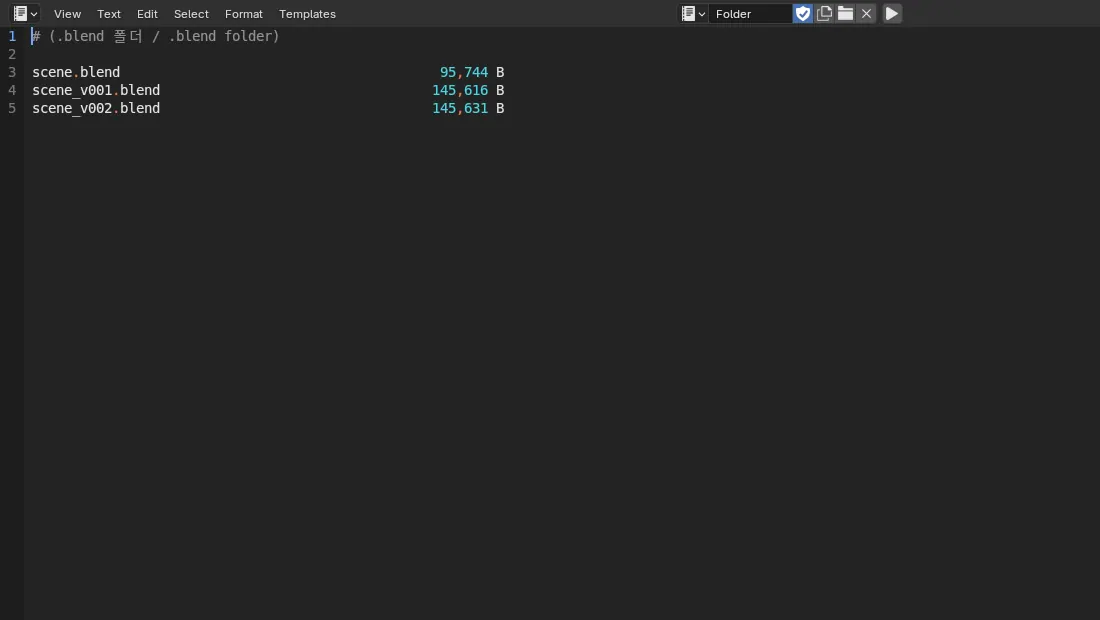 View Text Edit Select Format Templates Folder
1 # (.blend 폴더 / .blend folder)
2
3 scene.blend 95,744 B
4 scene_v001.blend 145,616 B
5 scene_v002.blend 145,631 B